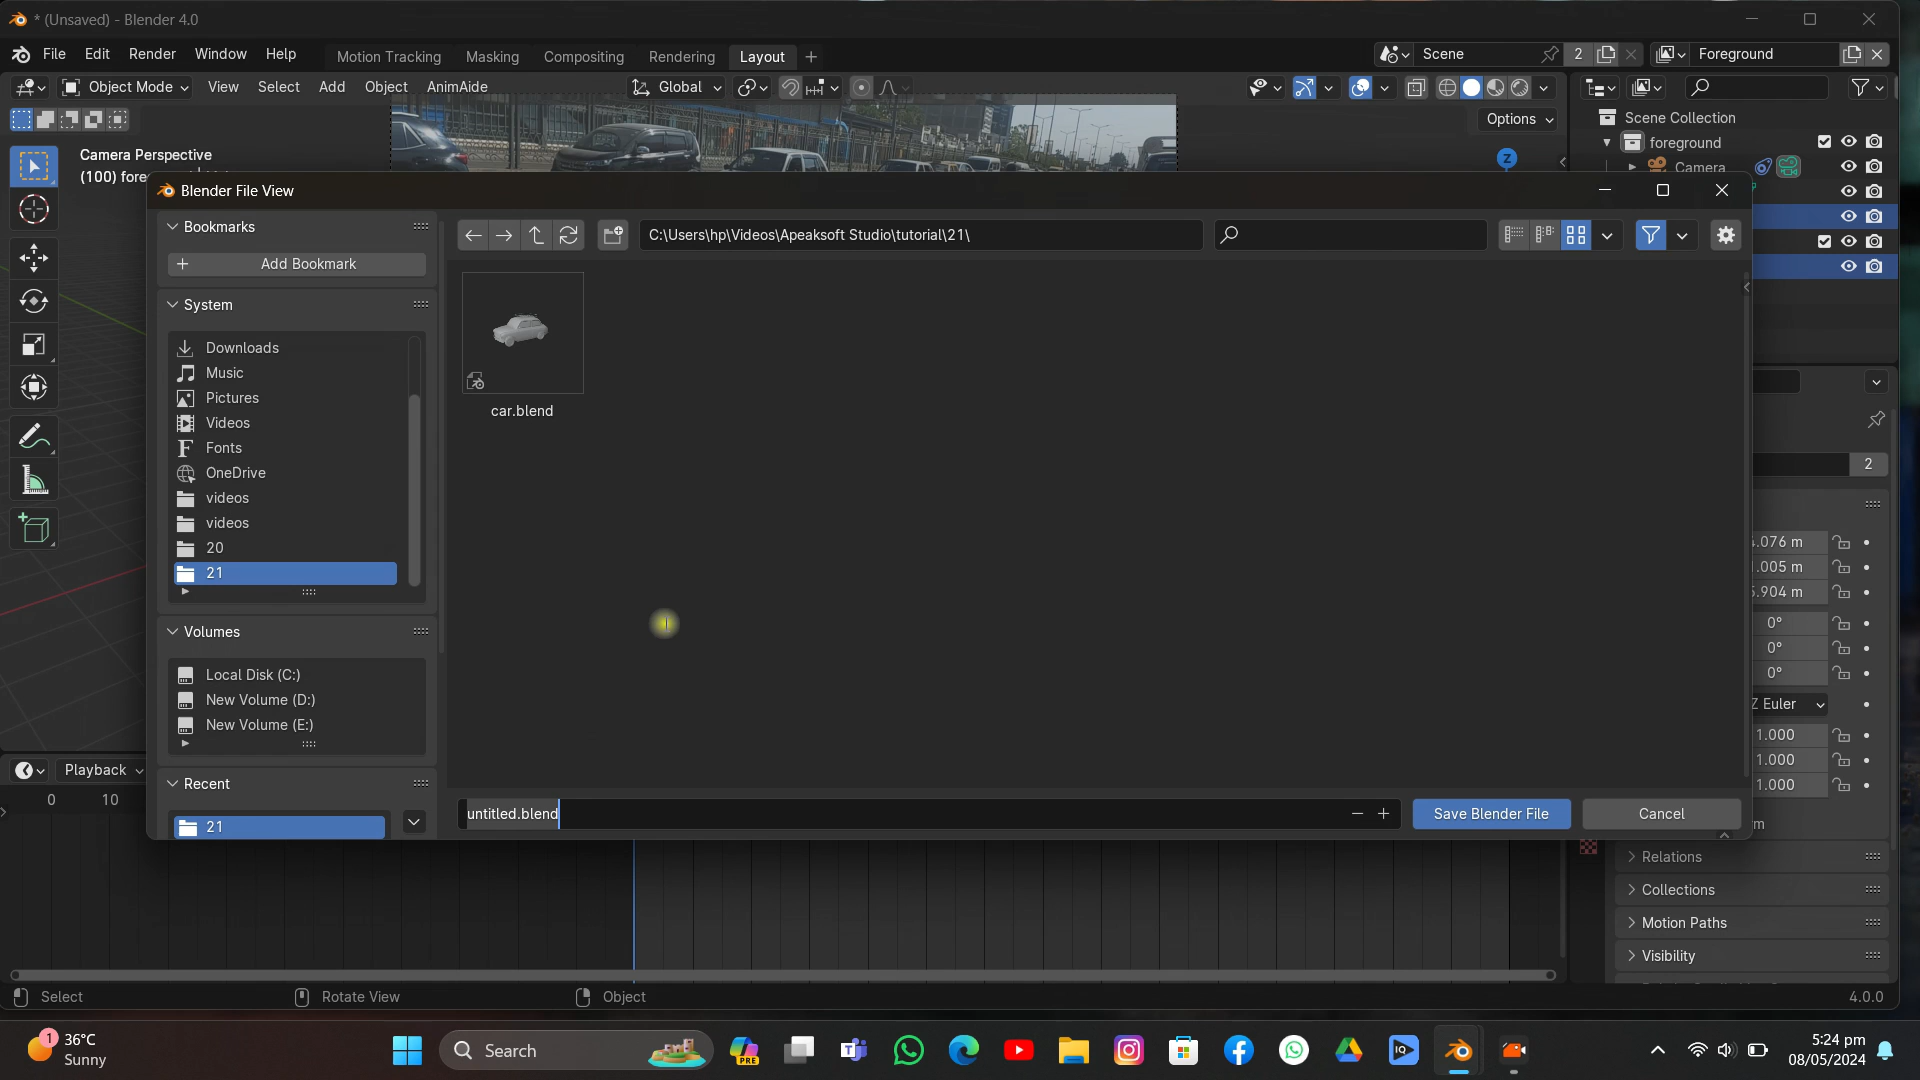 * (Unsaved) - Blender 4.0
File Edit Render Window Help
Motion Tracking Masking Compositing Rendering Layout +
Scene 2
Foreground
Object Mode View Select Add Object AnimAide
Global
Options
Camera Perspective
(100) fore
Z
Scene Collection
foreground
Camera
Blender File View
Bookmarks
+ Add Bookmark
System
Downloads
Music
Pictures
Videos
Fonts
OneDrive
videos
videos
20
21
Volumes
Local Disk (C:)
New Volume (D:)
New Volume (E:)
Recent
21
C:\Users\hp\Videos\Apeaksoft Studio\tutorial\21\
car.blend
untitled.blend
Save Blender File
Cancel
2
.076 m
.005 m
.904 m
0°
0°
0°
Z Euler
1.000
1.000
1.000
Relations
Collections
Motion Paths
Visibility
Playback
0 10
Select
Rotate View
Object
4.0.0
1
36°C
Sunny
Search
PRE
IQ
5:24 pm
08/05/2024